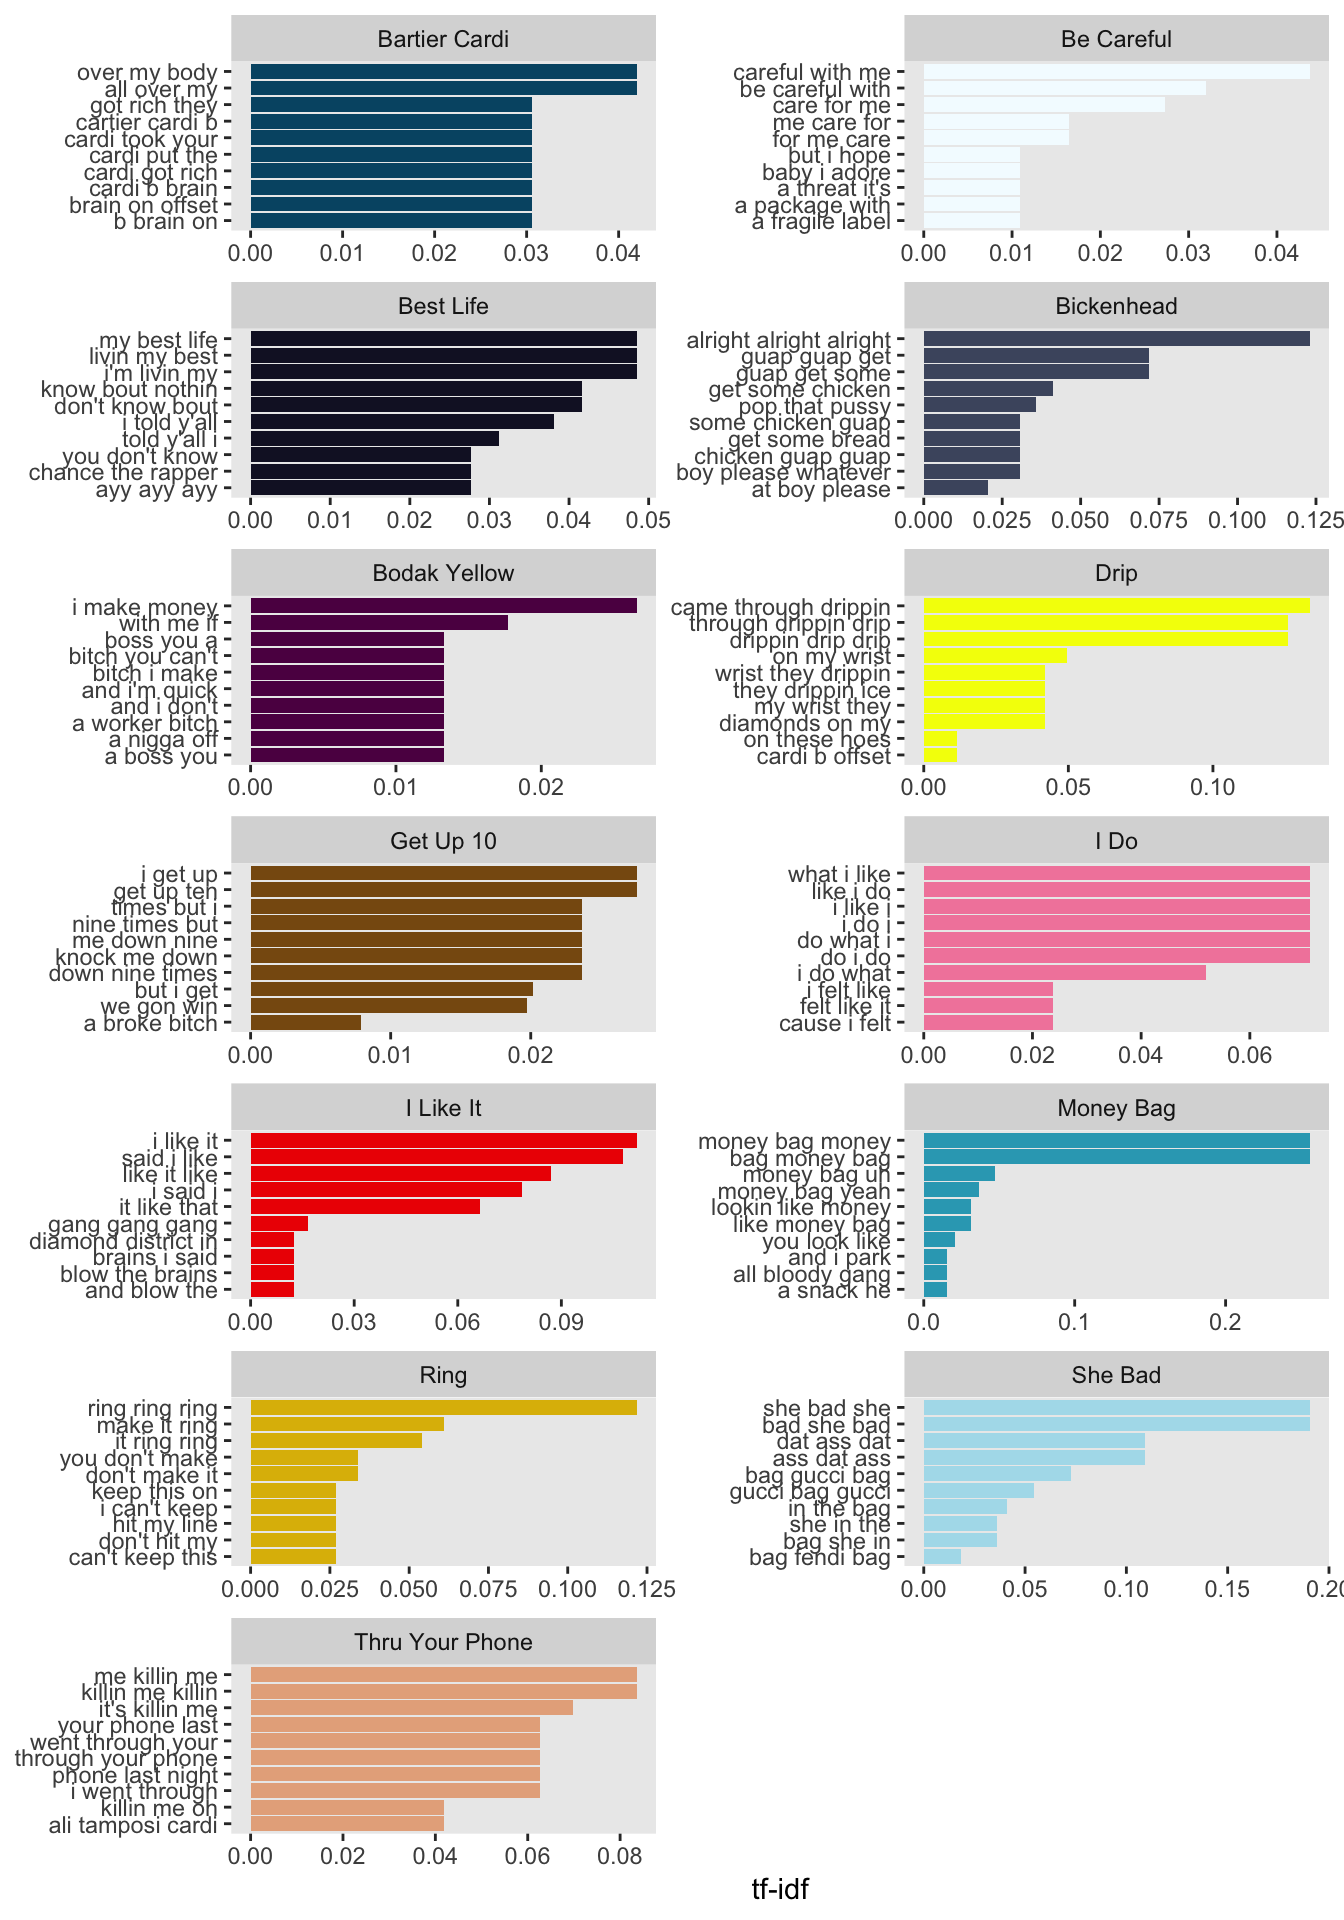 Bartier Cardi
over my body
all over my
got rich they
cartier cardi b
cardi took your
cardi put the
cardi got rich
cardi b brain
brain on offset
b brain on
0.00 0.01 0.02 0.03 0.04
Be Careful
careful with me
be careful with
care for me
me care for
for me care
but i hope
baby i adore
a threat it's
a package with
a fragile label
0.00 0.01 0.02 0.03 0.04
Best Life
my best life
livin my best
i'm livin my
know bout nothin
don't know bout
i told y'all
told y'all i
you don't know
chance the rapper
ayy ayy ayy
0.00 0.01 0.02 0.03 0.04 0.05
Bickenhead
alright alright alright
guap guap get
guap get some
get some chicken
pop that pussy
some chicken guap
get some bread
chicken guap guap
boy please whatever
at boy please
0.000 0.025 0.050 0.075 0.100 0.125
Bodak Yellow
i make money
with me if
boss you a
bitch you can't
bitch i make
and i'm quick
and i don't
a worker bitch
a nigga off
a boss you
0.00 0.01 0.02
Drip
came through drippin
through drippin drip
drippin drip drip
on my wrist
wrist they drippin
they drippin ice
my wrist they
diamonds on my
on these hoes
cardi b offset
0.00 0.05 0.10
Get Up 10
i get up
get up ten
times but i
nine times but
me down nine
knock me down
down nine times
but i get
we gon win
a broke bitch
0.00 0.01 0.02
I Do
what i like
like i do
i like i
i do i
do what i
do i do
i do what
i felt like
felt like it
cause i felt
0.00 0.02 0.04 0.06
I Like It
i like it
said i like
like it like
i said i
it like that
gang gang gang
diamond district in
brains i said
blow the brains
and blow the
0.00 0.03 0.06 0.09
Money Bag
money bag money
bag money bag
money bag uh
money bag yeah
lookin like money
like money bag
you look like
and i park
all bloody gang
a snack he
0.0 0.1 0.2
Ring
ring ring ring
make it ring
it ring ring
you don't make
don't make it
keep this on
i can't keep
hit my line
don't hit my
can't keep this
0.000 0.025 0.050 0.075 0.100 0.125
She Bad
she bad she
bad she bad
dat ass dat
ass dat ass
bag gucci bag
gucci bag gucci
in the bag
she in the
bag she in
bag fendi bag
0.00 0.05 0.10 0.15 0.20
Thru Your Phone
me killin me
killin me killin
it's killin me
your phone last
went through your
through your phone
phone last night
i went through
killin me oh
ali tamposi cardi
0.00 0.02 0.04 0.06 0.08
tf-idf